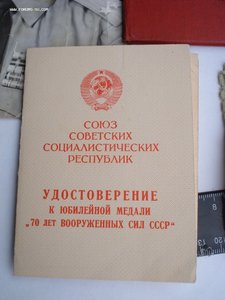 СОЮЗ
СОВЕТСКИХ
СОЦИАЛИСТИЧЕСКИХ
РЕСПУБЛИК
УДОСТОВЕРЕНИЕ
К ЮБИЛЕЙНОЙ МЕДАЛИ
„70 ЛЕТ ВООРУЖЕННЫХ СИЛ СССР“